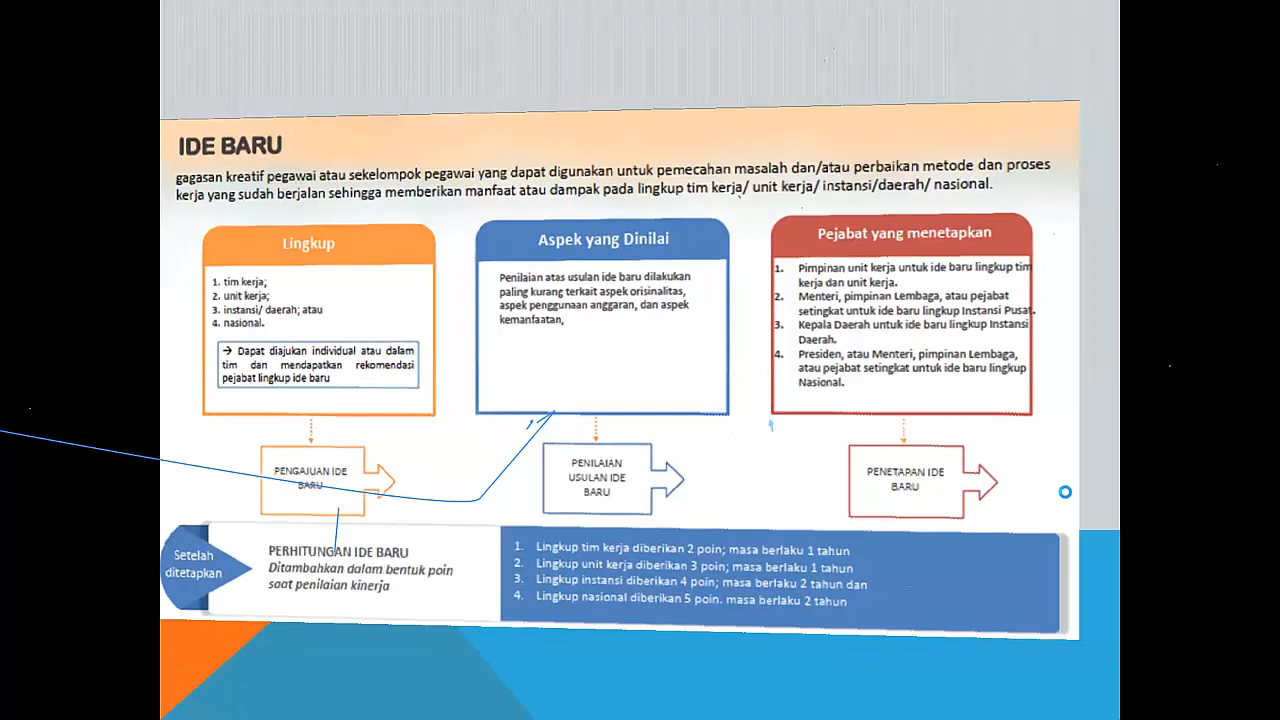 IDE BARU
gagasan kreatif pegawai atau sekelompok pegawai yang dapat digunakan untuk pemecahan masalah dan/atau perbaikan metode dan proses
kerja yang sudah berjalan sehingga memberikan manfaat atau dampak pada lingkup tim kerja/ unit kerja/ instansi/daerah/ nasional.
Lingkup
1. tim kerja;
2. unit kerja;
3. instansi/ daerah; atau
4. nasional.
→ Dapat diajukan individual atau dalam
tim dan mendapatkan rekomendasi
pejabat lingkup ide baru
Aspek yang Dinilai
Penilaian atas usulan ide baru dilakukan
paling kurang terkait aspek orisinalitas,
aspek penggunaan anggaran, dan aspek
kemanfaatan,
Pejabat yang menetapkan
1. Pimpinan unit kerja untuk ide baru lingkup tim
kerja dan unit kerja.
2. Menteri, pimpinan Lembaga, atau pejabat
setingkat untuk ide baru lingkup Instansi Pusat.
3. Kepala Daerah untuk ide baru lingkup Instansi
Daerah.
4. Presiden, atau Menteri, pimpinan Lembaga,
atau pejabat setingkat untuk ide baru lingkup
Nasional.
PENGAJUAN IDE
BARU
PENILAIAN
USULAN IDE
BARU
PENETAPAN IDE
BARU
Setelah
ditetapkan
PERHITUNGAN IDE BARU
Ditambahkan dalam bentuk poin
saat penilaian kinerja
1. Lingkup tim kerja diberikan 2 poin; masa berlaku 1 tahun
2. Lingkup unit kerja diberikan 3 poin; masa berlaku 1 tahun
3. Lingkup instansi diberikan 4 poin; masa berlaku 2 tahun dan
4. Lingkup nasional diberikan 5 poin. masa berlaku 2 tahun